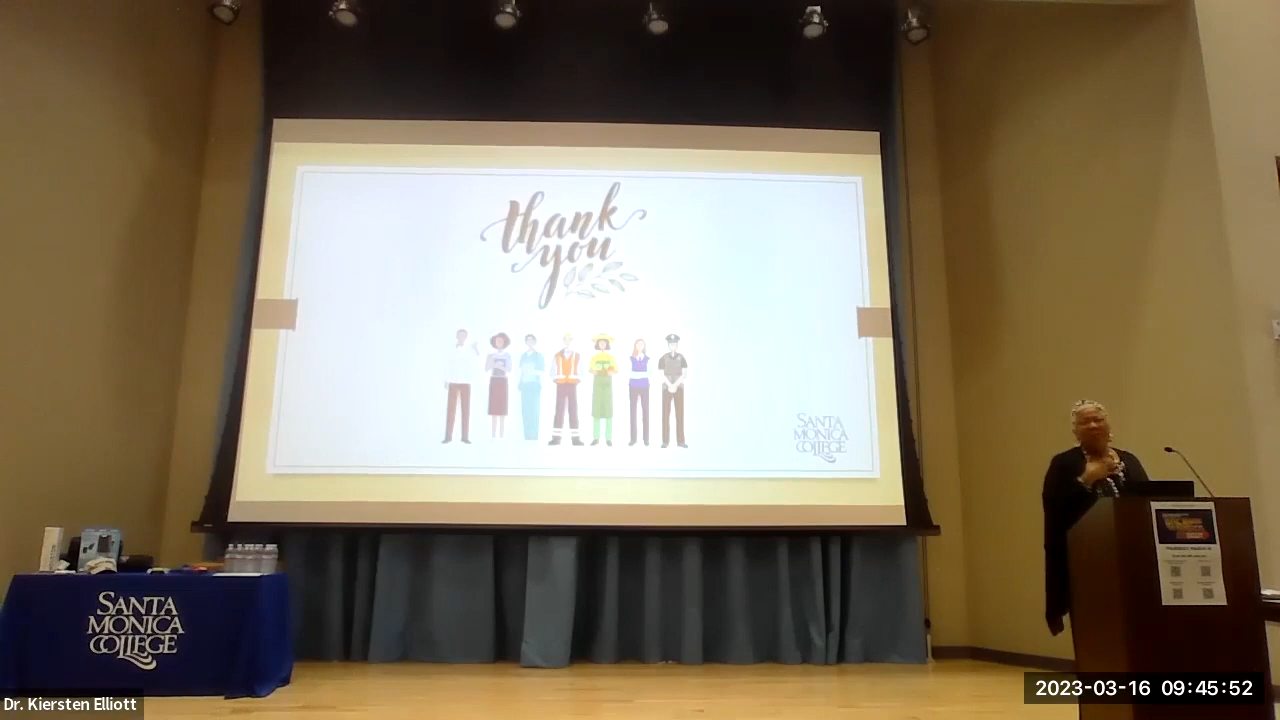 thank
you
SANTA
MONICA
COLLEGE
SANTA
MONICA
COLLEGE
Dr. Kiersten Elliott
2023-03-16 09:45:52